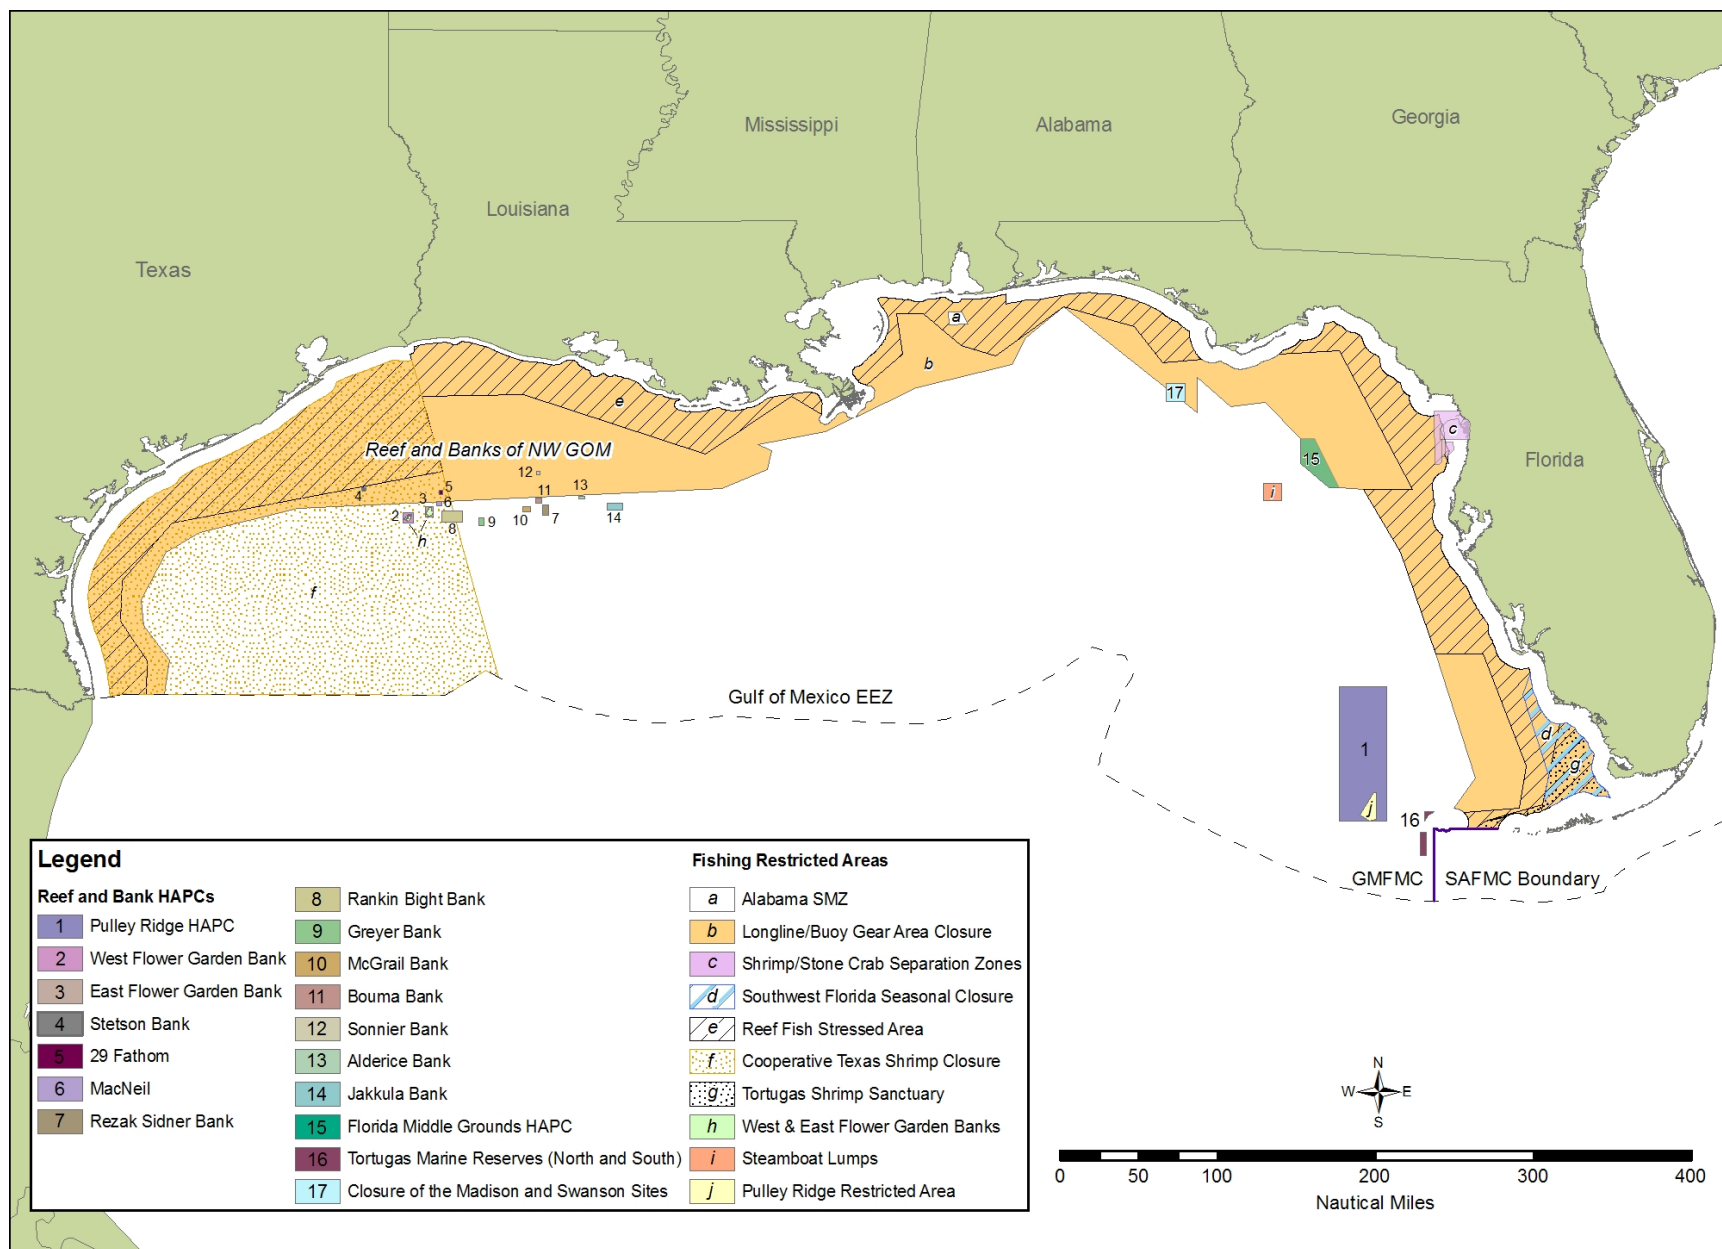 Texas
Louisiana
Mississippi
Alabama
Georgia
Florida
a
b
c
e
17
15
i
Reef and Banks of NW GOM
12
4
5
11
13
3
6
2
8
9
10
7
14
h
f
Gulf of Mexico EEZ
1
j
d
g
16
GMFMC
SAFMC Boundary
Legend
Reef and Bank HAPCs
1 Pulley Ridge HAPC
2 West Flower Garden Bank
3 East Flower Garden Bank
4 Stetson Bank
5 29 Fathom
6 MacNeil
7 Rezak Sidner Bank
8 Rankin Bight Bank
9 Greyer Bank
10 McGrail Bank
11 Bouma Bank
12 Sonnier Bank
13 Alderice Bank
14 Jakkula Bank
15 Florida Middle Grounds HAPC
16 Tortugas Marine Reserves (North and South)
17 Closure of the Madison and Swanson Sites
Fishing Restricted Areas
a Alabama SMZ
b Longline/Buoy Gear Area Closure
c Shrimp/Stone Crab Separation Zones
d Southwest Florida Seasonal Closure
e Reef Fish Stressed Area
f Cooperative Texas Shrimp Closure
g Tortugas Shrimp Sanctuary
h West & East Flower Garden Banks
i Steamboat Lumps
j Pulley Ridge Restricted Area
N
W E
S
0 50 100 200 300 400
Nautical Miles